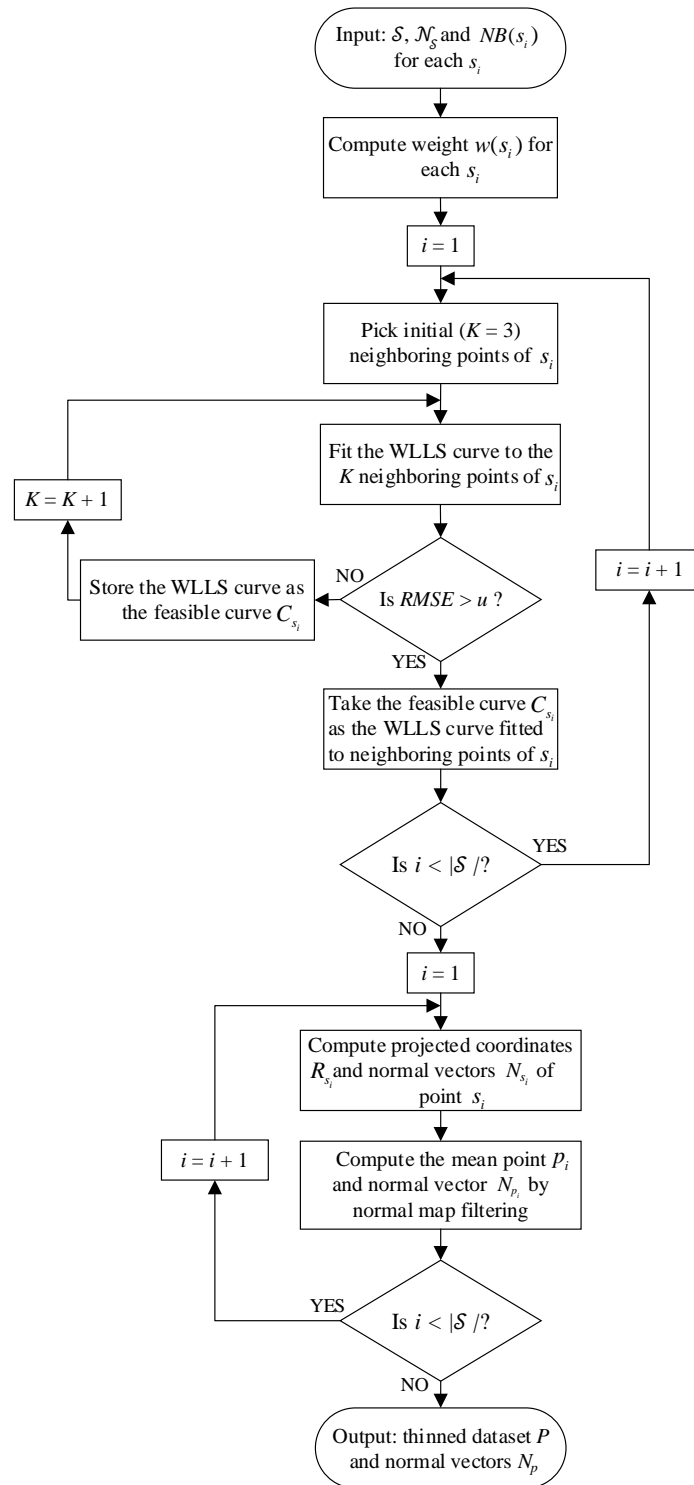 Input: 𝒮, 𝒩_𝒮 and NB(s_i)
for each s_i
Compute weight w(s_i) for
each s_i
i = 1
Pick initial (K = 3)
neighboring points of s_i
Fit the WLLS curve to the
K neighboring points of s_i
K = K + 1
NO
Store the WLLS curve as
the feasible curve C_{s_i}
Is RMSE > u ?
i = i + 1
YES
Take the feasible curve C_{s_i}
as the WLLS curve fitted
to neighboring points of s_i
YES
Is i < |𝒮 /?
NO
i = 1
Compute projected coordinates
R_{s_i} and normal vectors N_{s_i} of
point s_i
i = i + 1
Compute the mean point p_i
and normal vector N_{p_i} by
normal map filtering
YES
Is i < |𝒮 /?
NO
Output: thinned dataset P
and normal vectors N_p